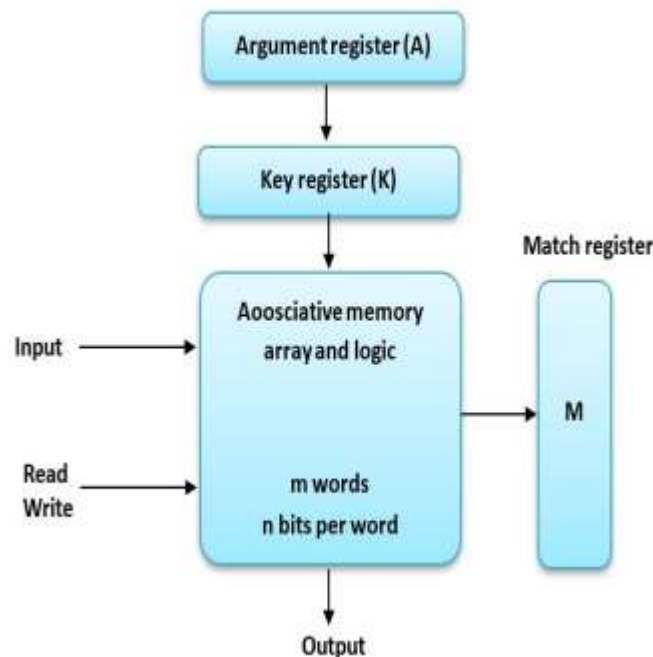 Argument register (A)
Key register (K)
Match register
Aoosciative memory
array and logic
Input
M
Read
Write
m words
n bits per word
Output